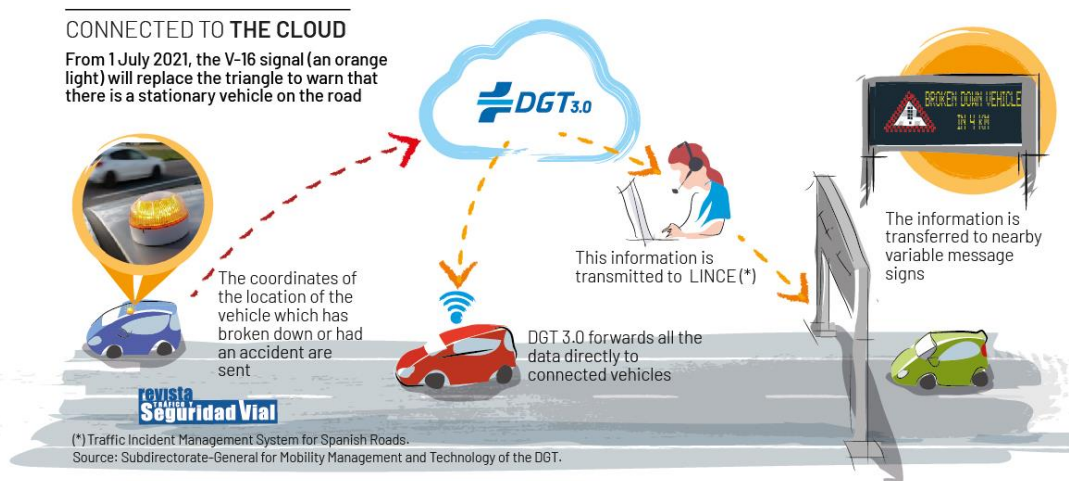 CONNECTED TO THE CLOUD
From 1 July 2021, the V-16 signal (an orange
light) will replace the triangle to warn that
there is a stationary vehicle on the road
DGT 3.0
BROKEN DOWN VEHICLE
IN 4 KM
The information is
transferred to nearby
variable message
signs
This information is
transmitted to LINCE (*)
The coordinates of
the location of the
vehicle which has
broken down or had
an accident are
sent
DGT 3.0 forwards all the
data directly to
connected vehicles
revista
TRÁFICO Y
Seguridad Vial
(*) Traffic Incident Management System for Spanish Roads.
Source: Subdirectorate-General for Mobility Management and Technology of the DGT.